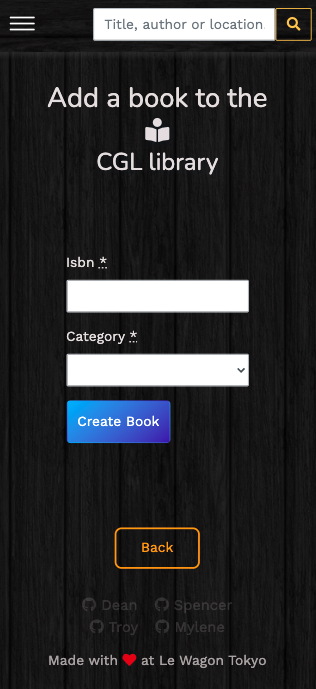 Title, author or location
Add a book to the
CGL library
Isbn *
Category *
Create Book
Back
Dean Spencer
Troy Mylene
Made with ❤ at Le Wagon Tokyo